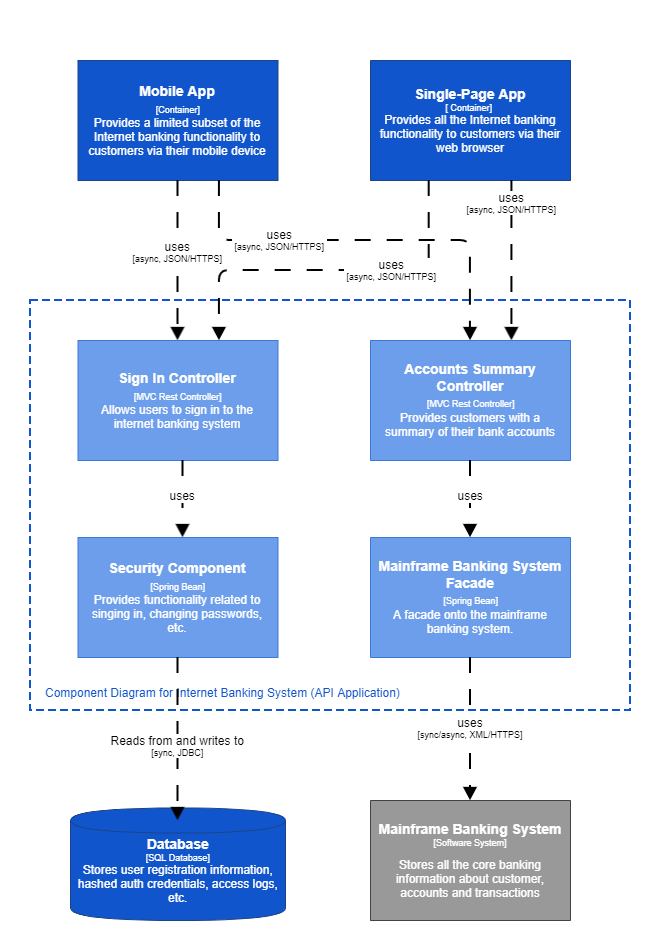 Mobile App
[Container]
Provides a limited subset of the
Internet banking functionality to
customers via their mobile device
Single-Page App
[ Container]
Provides all the Internet banking
functionality to customers via their
web browser
uses
[async, JSON/HTTPS]
uses
[async, JSON/HTTPS]
uses
[async, JSON/HTTPS]
uses
[async, JSON/HTTPS]
Sign In Controller
[MVC Rest Controller]
Allows users to sign in to the
internet banking system
Accounts Summary
Controller
[MVC Rest Controller]
Provides customers with a
summary of their bank accounts
uses
uses
Security Component
[Spring Bean]
Provides functionality related to
singing in, changing passwords,
etc.
Mainframe Banking System
Facade
[Spring Bean]
A facade onto the mainframe
banking system.
Component Diagram for Internet Banking System (API Application)
Reads from and writes to
[sync, JDBC]
uses
[sync/async, XML/HTTPS]
Database
[SQL Database]
Stores user registration information,
hashed auth credentials, access logs,
etc.
Mainframe Banking System
[Software System]
Stores all the core banking
information about customer,
accounts and transactions